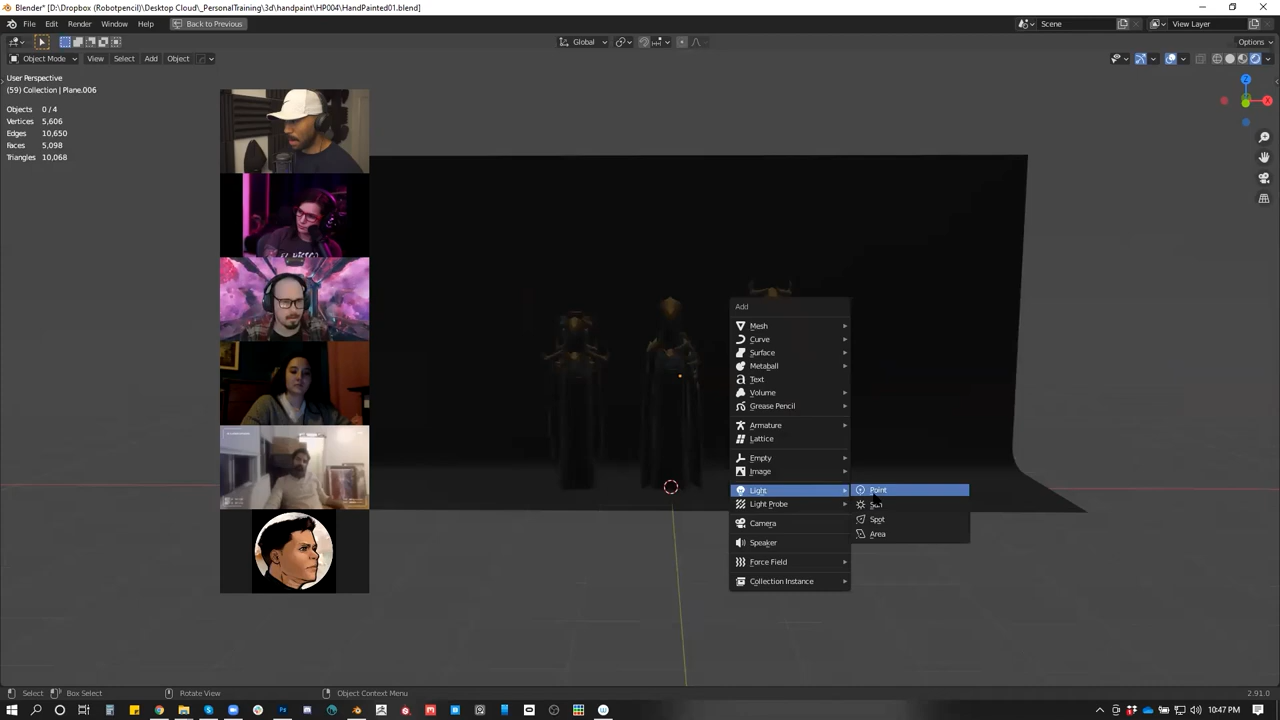 Blender* [D:\Dropbox (Robotpencil)\Desktop Cloud\_PersonalTraining\3d\handpaint\HP004\HandPainted01.blend]
File Edit Render Window Help Back to Previous Scene View Layer
Global Options
Object Mode View Select Add Object
User Perspective
(59) Collection | Plane.006
Objects 0 / 4
Vertices 5,606
Edges 10,650
Faces 5,098
Triangles 10,068
Z
X
Add
Mesh
Curve
Surface
Metaball
Text
Volume
Grease Pencil
Armature
Lattice
Empty
Image
Light
Light Probe
Camera
Speaker
Force Field
Collection Instance
Point
Sun
Spot
Area
Select Box Select Rotate View Object Context Menu 2.91.0
10:47 PM